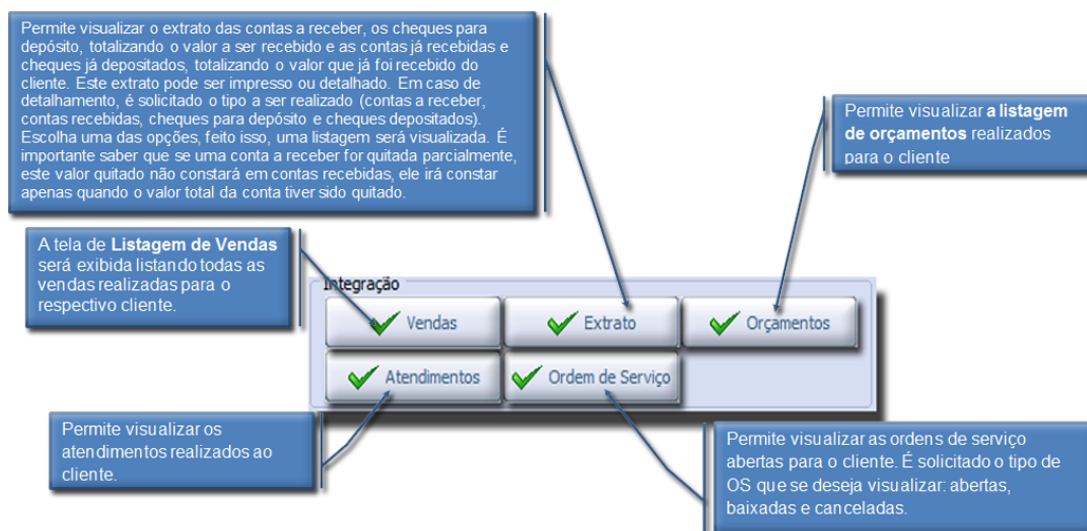 Permite visualizar o extrato das contas a receber, os cheques para
depósito, totalizando o valor a ser recebido e as contas já recebidas e
cheques já depositados, totalizando o valor que já foi recebido do
cliente. Este extrato pode ser impresso ou detalhado. Em caso de
detalhamento, é solicitado o tipo a ser realizado (contas a receber,
contas recebidas, cheques para depósito e cheques depositados).
Escolha uma das opções, feito isso, uma listagem será visualizada. É
importante saber que se uma conta a receber for quitada parcialmente,
este valor quitado não constará em contas recebidas, ele irá constar
apenas quando o valor total da conta tiver sido quitado.
Permite visualizar a listagem
de orçamentos realizados
para o cliente
A tela de Listagem de Vendas
será exibida listando todas as
vendas realizadas para o
respectivo cliente.
Integração
Vendas
Extrato
Orçamentos
Atendimentos
Ordem de Serviço
Permite visualizar os
atendimentos realizados ao
cliente.
Permite visualizar as ordens de serviço
abertas para o cliente. É solicitado o tipo de
OS que se deseja visualizar: abertas,
baixadas e canceladas.